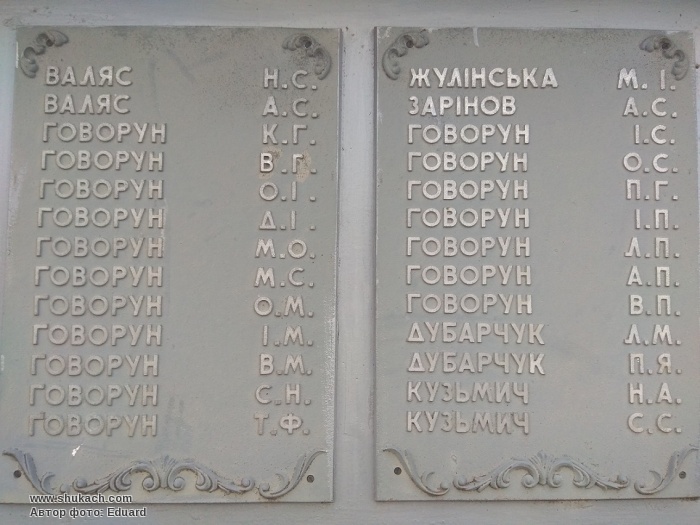 ВАЛЯС Н.С.
ВАЛЯС А.С.
ГОВОРУН К.Г.
ГОВОРУН В.Г.
ГОВОРУН О.І.
ГОВОРУН Д.І.
ГОВОРУН М.О.
ГОВОРУН М.С.
ГОВОРУН О.М.
ГОВОРУН І.М.
ГОВОРУН В.М.
ГОВОРУН С.Н.
ГОВОРУН Т.Ф.
ЖУЛІНСЬКА М.І.
ЗАРІНОВ А.С.
ГОВОРУН І.С.
ГОВОРУН О.С.
ГОВОРУН П.Г.
ГОВОРУН І.П.
ГОВОРУН Л.П.
ГОВОРУН А.П.
ГОВОРУН В.П.
ДУБАРЧУК Л.М.
ДУБАРЧУК П.Я.
КУЗЬМИЧ Н.А.
КУЗЬМИЧ С.С.
www.shukach.com
Автор фото: Eduard